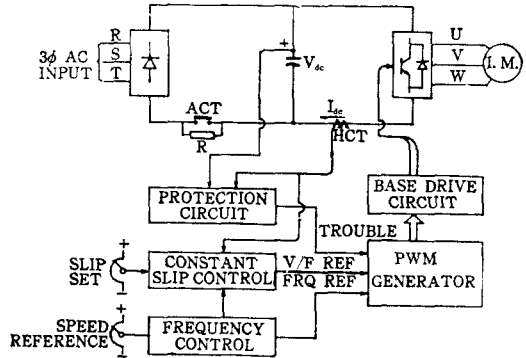 3φ AC
INPUT
R
S
T
+
V_dc
U
V
W
I.M.
ACT
R
I_dc
HCT
PROTECTION
CIRCUIT
BASE DRIVE
CIRCUIT
TROUBLE
SLIP
SET
+
−
CONSTANT
SLIP CONTROL
V/F REF
FRQ REF
PWM
GENERATOR
SPEED
REFERENCE
+
−
FREQUENCY
CONTROL